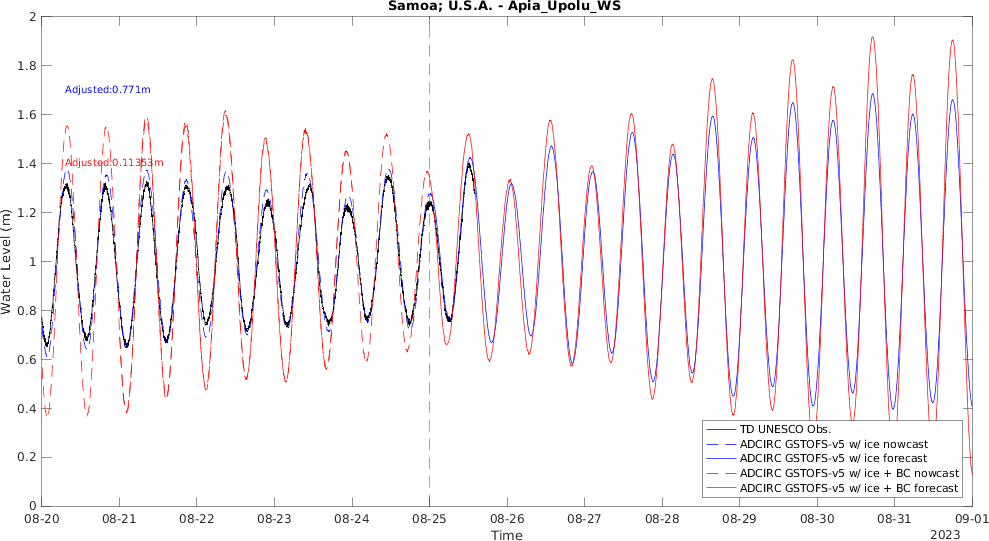 Samoa; U.S.A. - Apia_Upolu_WS
2
1.8
1.6
1.4
1.2
1
0.8
0.6
0.4
0.2
0
Water Level (m)
Adjusted:0.771m
Adjusted:0.11353m
TD UNESCO Obs.
ADCIRC GSTOFS-v5 w/ ice nowcast
ADCIRC GSTOFS-v5 w/ ice forecast
ADCIRC GSTOFS-v5 w/ ice + BC nowcast
ADCIRC GSTOFS-v5 w/ ice + BC forecast
08-20 08-21 08-22 08-23 08-24 08-25 08-26 08-27 08-28 08-29 08-30 08-31 09-01
Time
2023